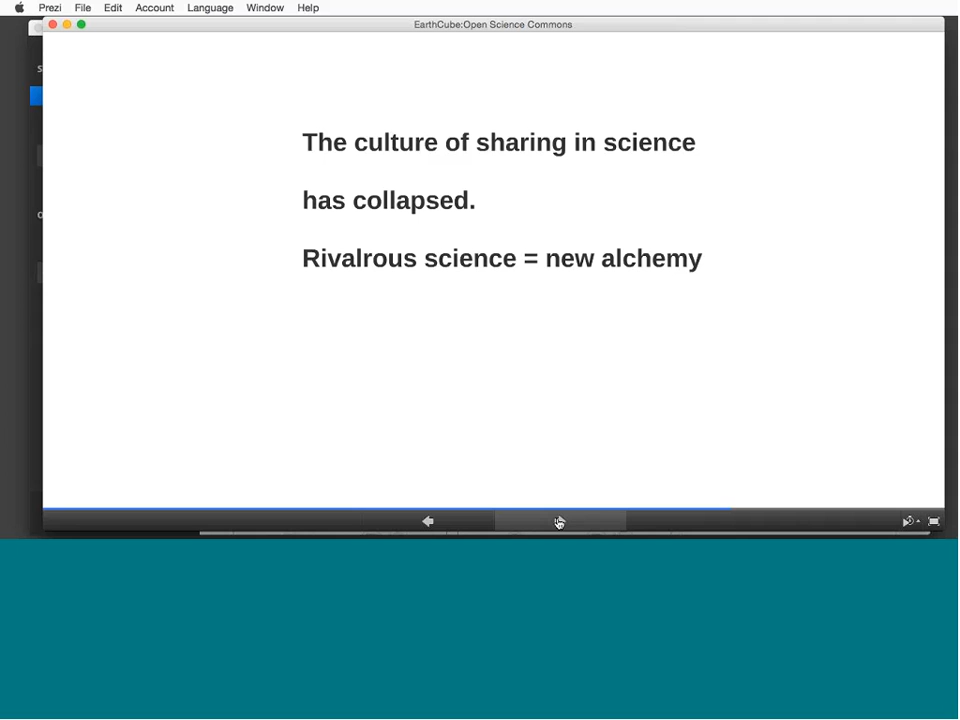 Prezi File Edit Account Language Window Help
EarthCube:Open Science Commons
The culture of sharing in science
has collapsed.
Rivalrous science = new alchemy